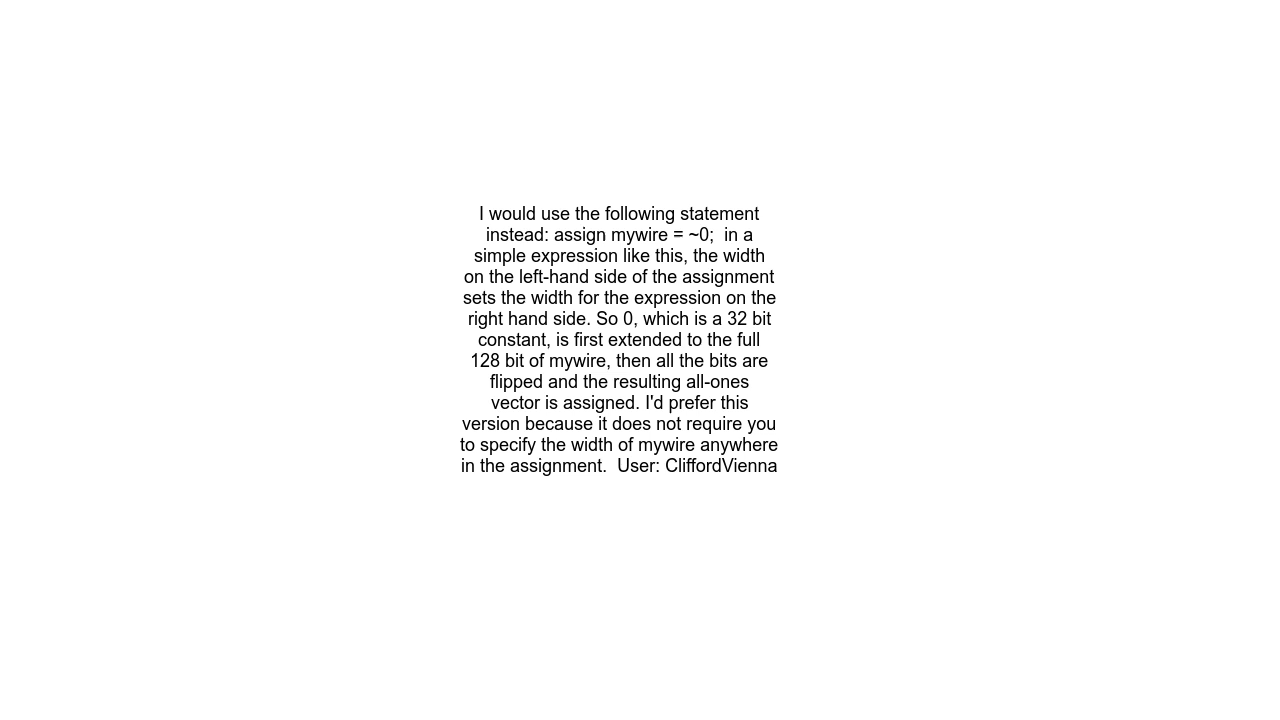 I would use the following statement
instead: assign mywire = ~0;  in a
simple expression like this, the width
on the left-hand side of the assignment
sets the width for the expression on the
right hand side. So 0, which is a 32 bit
constant, is first extended to the full
128 bit of mywire, then all the bits are
flipped and the resulting all-ones
vector is assigned. I'd prefer this
version because it does not require you
to specify the width of mywire anywhere
in the assignment.  User: CliffordVienna